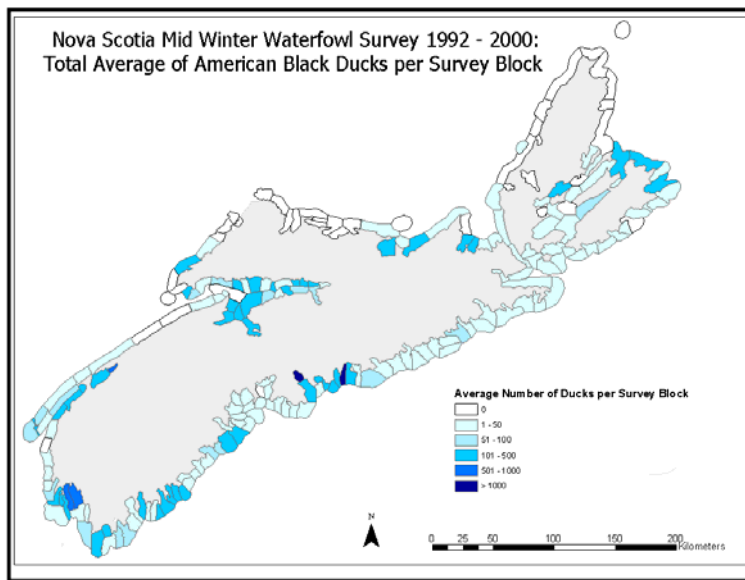 Nova Scotia Mid Winter Waterfowl Survey 1992 - 2000:
Total Average of American Black Ducks per Survey Block
Average Number of Ducks per Survey Block
0
1 - 50
51 - 100
101 - 500
501 - 1000
> 1000
N
0 25 50 100 150 200
Kilometers